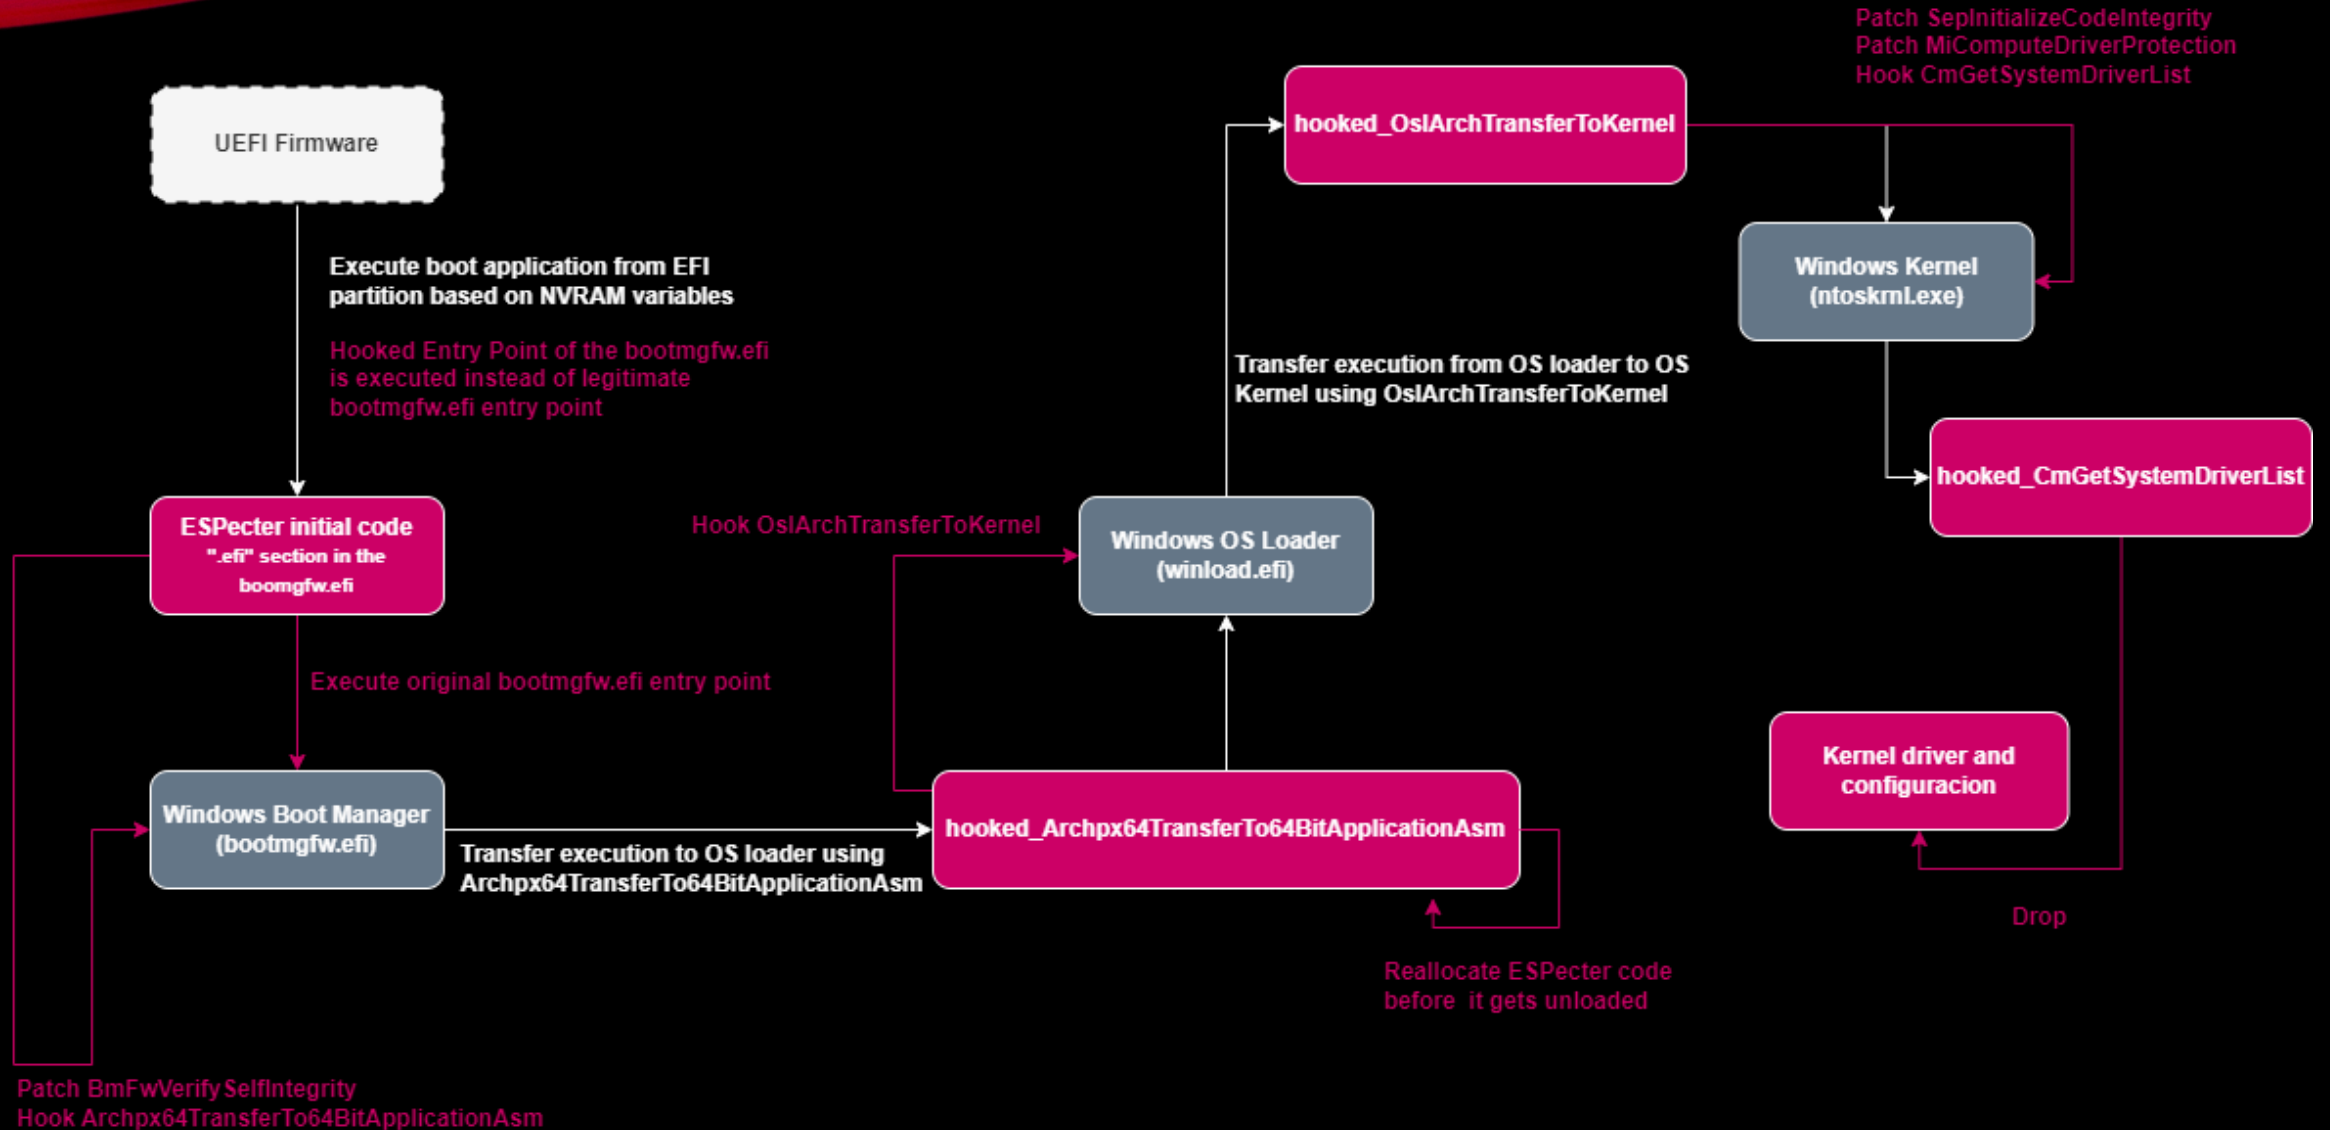 UEFI Firmware
Execute boot application from EFI
partition based on NVRAM variables
Hooked Entry Point of the bootmgfw.efi
is executed instead of legitimate
bootmgfw.efi entry point
ESPecter initial code
".efi" section in the
boomgfw.efi
Execute original bootmgfw.efi entry point
Windows Boot Manager
(bootmgfw.efi)
Patch BmFwVerifySelfIntegrity
Hook Archpx64TransferTo64BitApplicationAsm
Transfer execution to OS loader using
Archpx64TransferTo64BitApplicationAsm
hooked_Archpx64TransferTo64BitApplicationAsm
Reallocate ESPecter code
before it gets unloaded
Hook OslArchTransferToKernel
Windows OS Loader
(winload.efi)
Transfer execution from OS loader to OS
Kernel using OslArchTransferToKernel
hooked_OslArchTransferToKernel
Patch SepInitializeCodeIntegrity
Patch MiComputeDriverProtection
Hook CmGetSystemDriverList
Windows Kernel
(ntoskrnl.exe)
hooked_CmGetSystemDriverList
Kernel driver and
configuracion
Drop